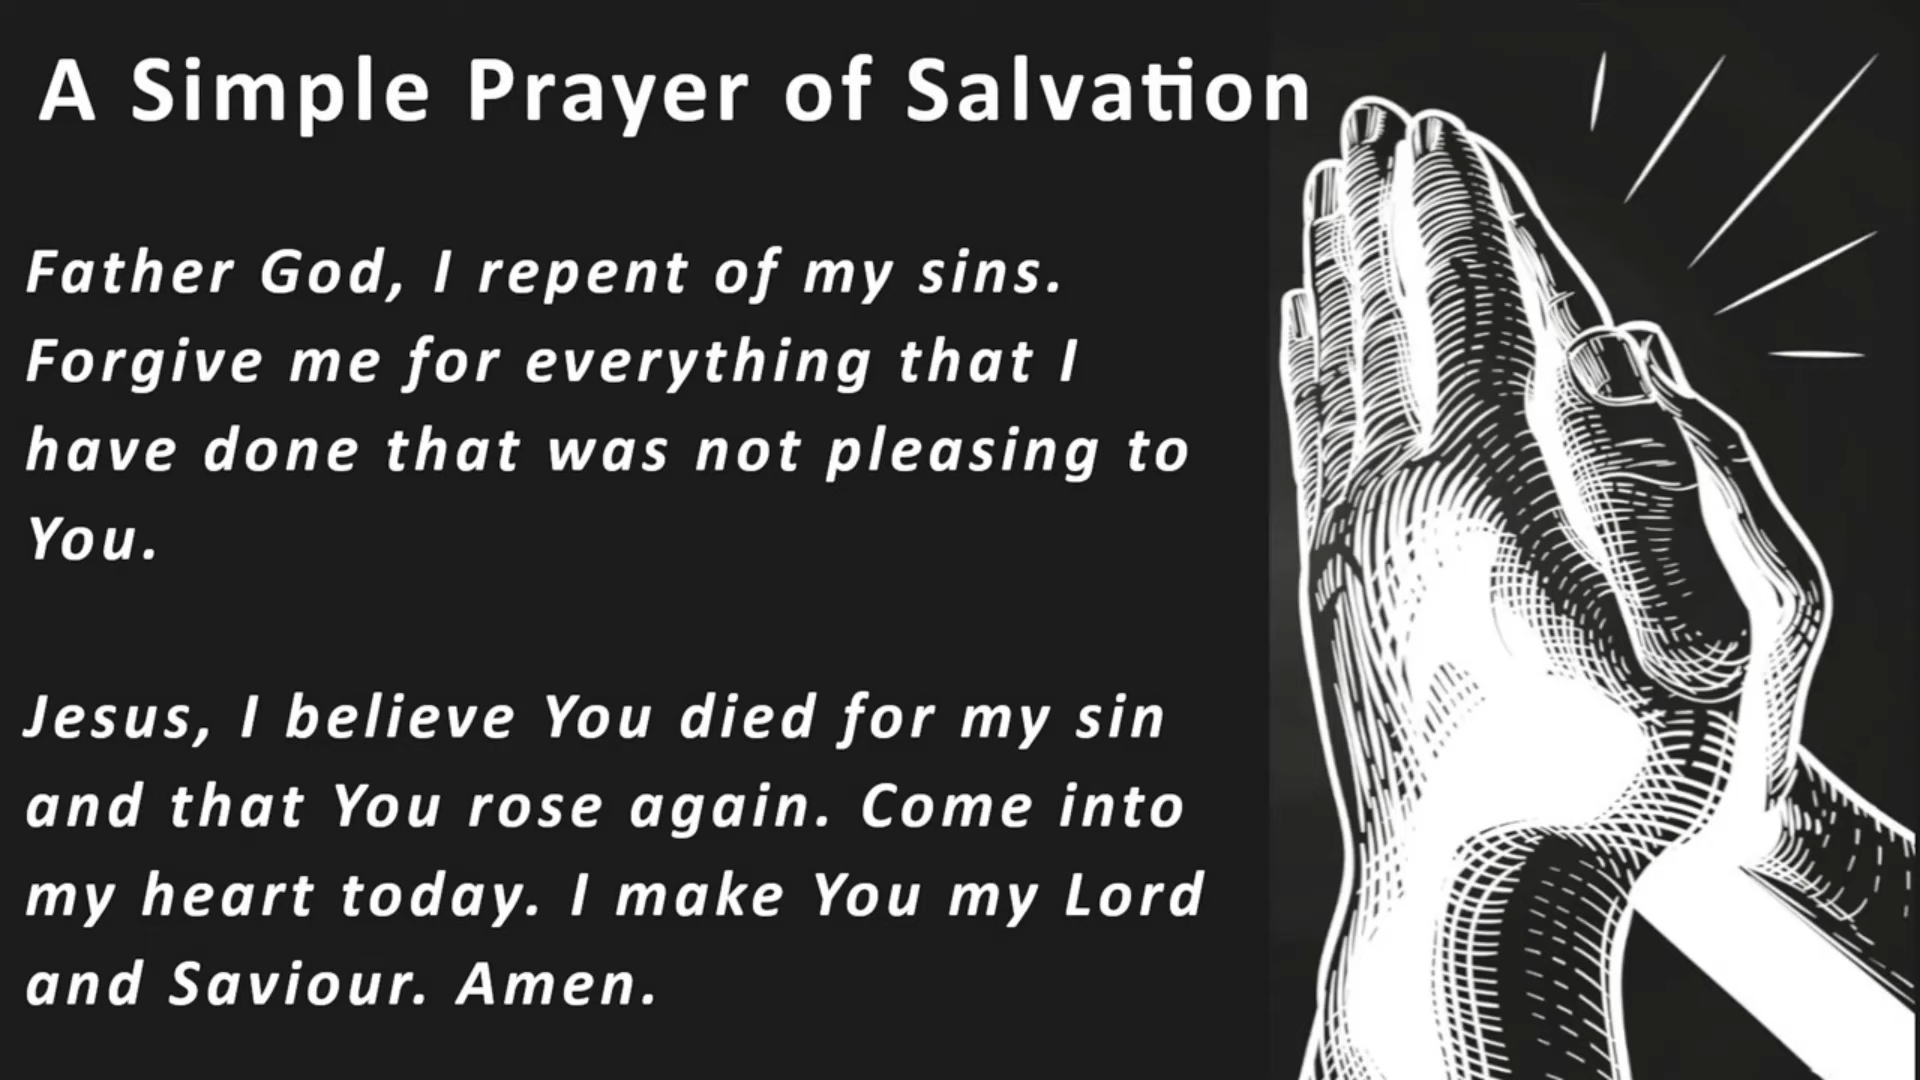 A Simple Prayer of Salvation
Father God, I repent of my sins.
Forgive me for everything that I
have done that was not pleasing to
You.
Jesus, I believe You died for my sin
and that You rose again. Come into
my heart today. I make You my Lord
and Saviour. Amen.